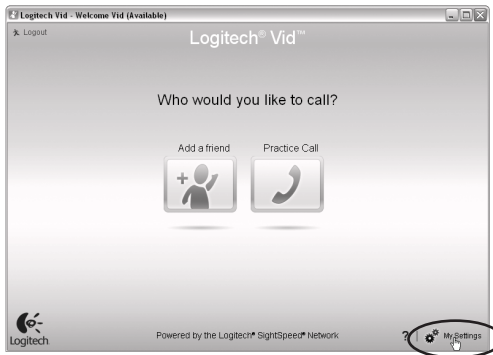 Logitech Vid - Welcome Vid (Available)
Logout
Logitech® Vid™
Who would you like to call?
Add a friend
Practice Call
Logitech
Powered by the Logitech® SightSpeed® Network
? | My Settings